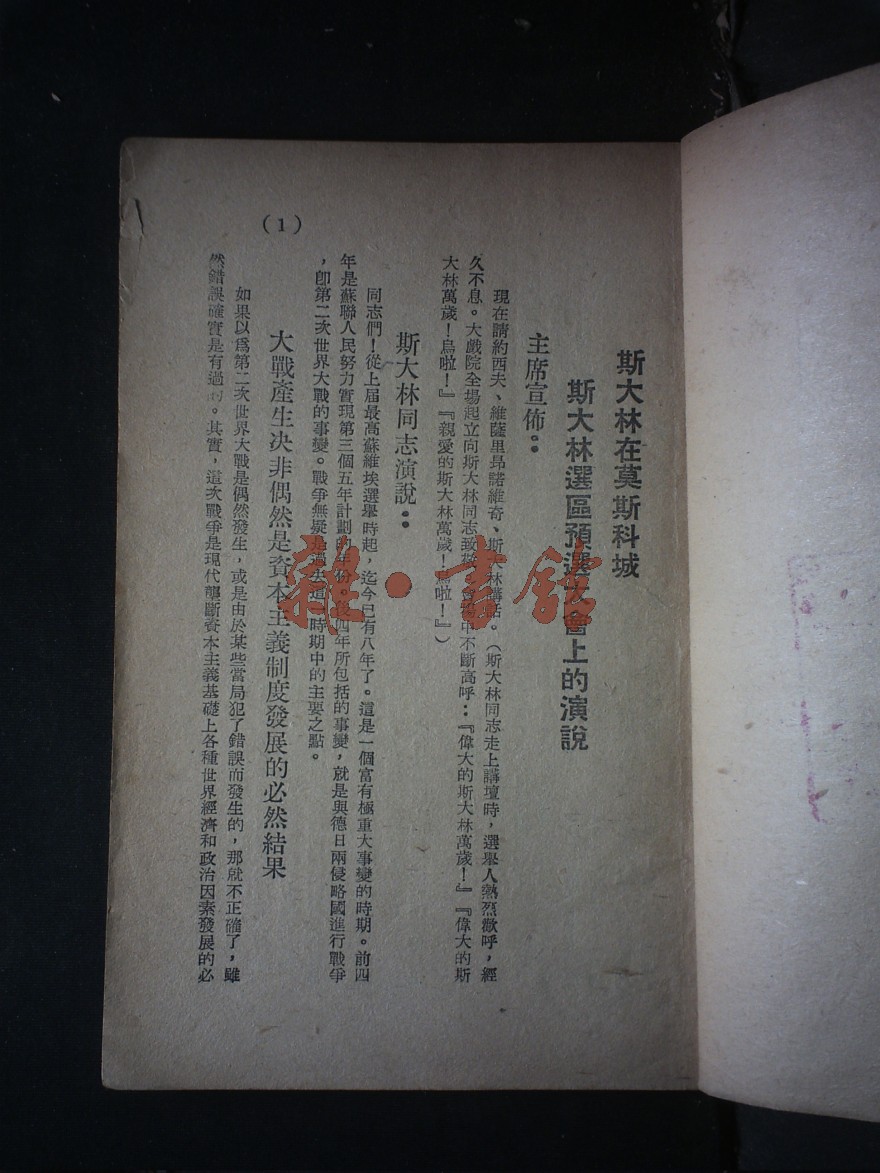 斯大林在莫斯科城
斯大林選區預選大會上的演說
主席宣佈：
現在請約西夫、維薩里昂諾維奇、斯大林講話。（斯大林同志走上講壇時，選舉人熱烈歡呼，經
久不息。大戲院全場起立向斯大林同志致敬。會場中不斷高呼：『偉大的斯大林萬歲！』『偉大的斯
大林萬歲！烏啦！』『親愛的斯大林萬歲！烏啦！』）
斯大林同志演說：
同志們！從上屆最高蘇維埃選舉時起，迄今已有八年了。這是一個富有極重大事變的時期。前四
年是蘇聯人民努力實現第三個五年計劃的年份。後四年所包括的事變，就是與德日兩侵略國進行戰爭
，卽第二次世界大戰的事變。戰爭無疑是過去這一時期中的主要之點。
大戰產生决非偶然是資本主義制度發展的必然結果
如果以爲第二次世界大戰是偶然發生，或是由於某些當局犯了錯誤而發生的，那就不正確了，雖
然錯誤確實是有過的。其實，這次戰爭是現代壟斷資本主義基礎上各種世界經濟和政治因素發展的必
（1）
雜·書館